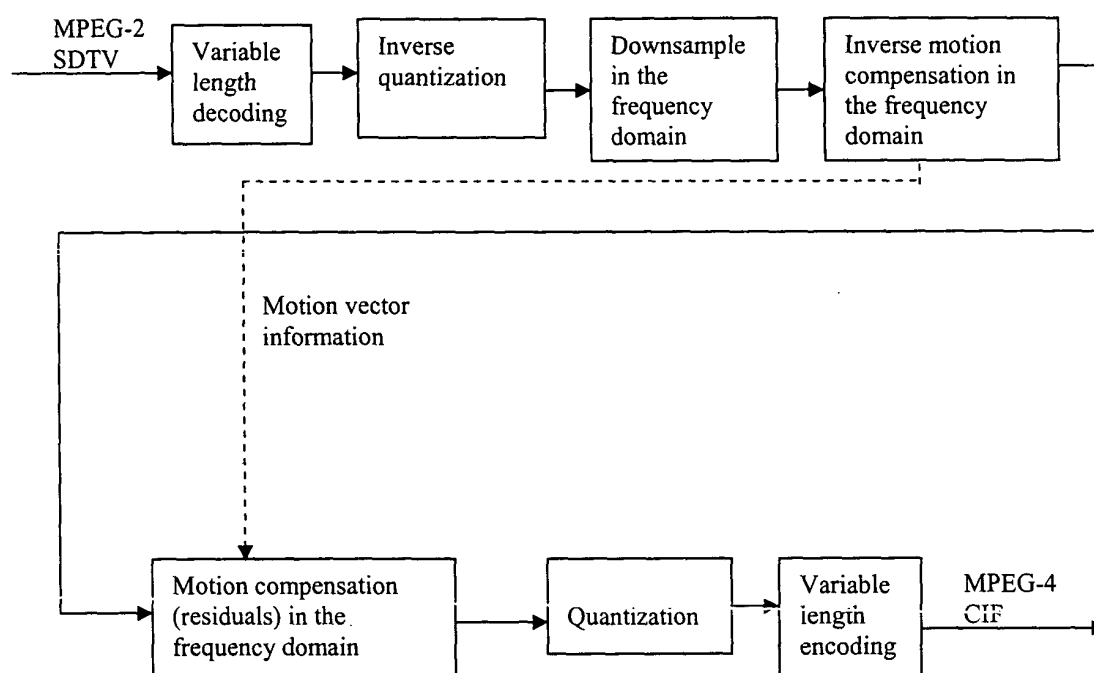 MPEG-2
SDTV
Variable
length
decoding
Inverse
quantization
Downsample
in the
frequency
domain
Inverse motion
compensation in
the frequency
domain
Motion vector
information
Motion compensation
(residuals) in the
frequency domain
Quantization
Variable
length
encoding
MPEG-4
CIF